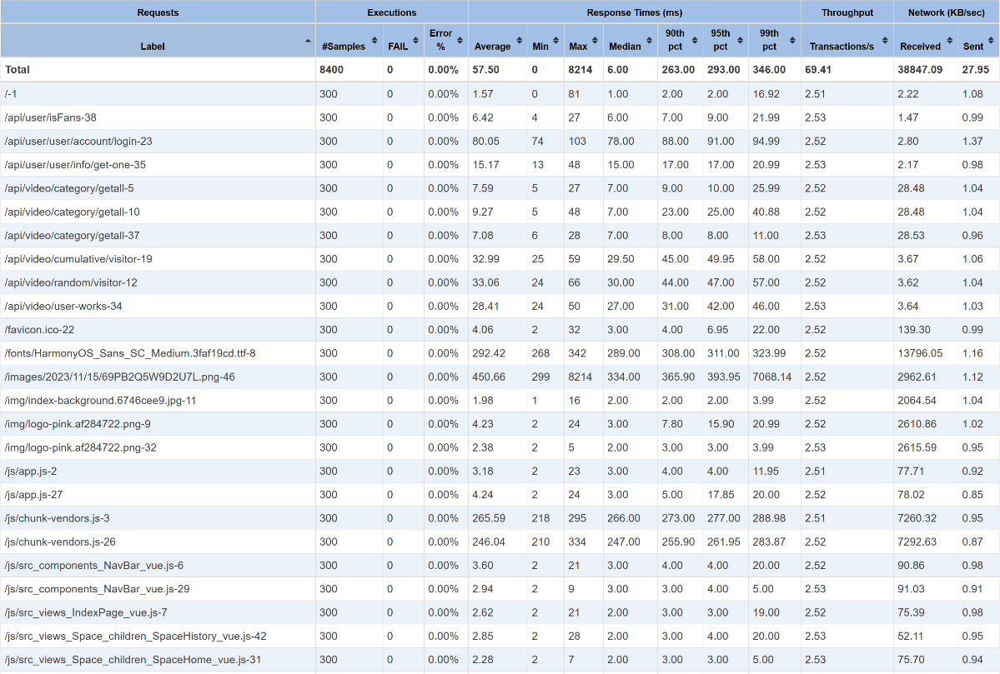 Requests Executions Response Times (ms) Throughput Network (KB/sec)
Label #Samples FAIL Error % Average Min Max Median 90th pct 95th pct 99th pct Transactions/s Received Sent
Total 8400 0 0.00% 57.50 0 8214 6.00 263.00 293.00 346.00 69.41 38847.09 27.95
/-1 300 0 0.00% 1.57 0 81 1.00 2.00 2.00 16.92 2.51 2.22 1.08
/api/user/isFans-38 300 0 0.00% 6.42 4 27 6.00 7.00 9.00 21.99 2.53 1.47 0.99
/api/user/user/account/login-23 300 0 0.00% 80.05 74 103 78.00 88.00 91.00 94.99 2.52 2.80 1.37
/api/user/user/info/get-one-35 300 0 0.00% 15.17 13 48 15.00 17.00 17.00 20.99 2.53 2.17 0.98
/api/video/category/getall-5 300 0 0.00% 7.59 5 27 7.00 9.00 10.00 25.99 2.52 28.48 1.04
/api/video/category/getall-10 300 0 0.00% 9.27 5 48 7.00 23.00 25.00 40.88 2.52 28.48 1.04
/api/video/category/getall-37 300 0 0.00% 7.08 6 28 7.00 8.00 8.00 11.00 2.53 28.53 0.96
/api/video/cumulative/visitor-19 300 0 0.00% 32.99 25 59 29.50 45.00 49.95 58.00 2.52 3.67 1.06
/api/video/random/visitor-12 300 0 0.00% 33.06 24 66 30.00 44.00 47.00 57.00 2.52 3.62 1.04
/api/video/user-works-34 300 0 0.00% 28.41 24 50 27.00 31.00 42.00 46.00 2.53 3.64 1.03
/favicon.ico-22 300 0 0.00% 4.06 2 32 3.00 4.00 6.95 22.00 2.52 139.30 0.99
/fonts/HarmonyOS_Sans_SC_Medium.3faf19cd.ttf-8 300 0 0.00% 292.42 268 342 289.00 308.00 311.00 323.99 2.52 13796.05 1.16
/images/2023/11/15/69PB2Q5W9D2U7L.png-46 300 0 0.00% 450.66 299 8214 334.00 365.90 393.95 7068.14 2.52 2962.61 1.12
/img/index-background.6746cee9.jpg-11 300 0 0.00% 1.98 1 16 2.00 2.00 2.00 3.99 2.52 2064.54 1.04
/img/logo-pink.af284722.png-9 300 0 0.00% 4.23 2 24 3.00 7.80 15.90 20.99 2.52 2610.86 1.02
/img/logo-pink.af284722.png-32 300 0 0.00% 2.38 2 5 2.00 3.00 3.00 3.99 2.53 2615.59 0.95
/js/app.js-2 300 0 0.00% 3.18 2 23 3.00 4.00 4.00 11.95 2.51 77.71 0.92
/js/app.js-27 300 0 0.00% 4.24 2 24 3.00 5.00 17.85 20.00 2.52 78.02 0.85
/js/chunk-vendors.js-3 300 0 0.00% 265.59 218 295 266.00 273.00 277.00 288.98 2.51 7260.32 0.95
/js/chunk-vendors.js-26 300 0 0.00% 246.04 210 334 247.00 255.90 261.95 283.87 2.52 7292.63 0.87
/js/src_components_NavBar_vue.js-6 300 0 0.00% 3.60 2 21 3.00 4.00 4.00 20.00 2.52 90.86 0.98
/js/src_components_NavBar_vue.js-29 300 0 0.00% 2.94 2 9 3.00 3.00 4.00 5.00 2.53 91.03 0.91
/js/src_views_IndexPage_vue.js-7 300 0 0.00% 2.62 2 21 2.00 3.00 3.00 19.00 2.52 75.39 0.98
/js/src_views_Space_children_SpaceHistory_vue.js-42 300 0 0.00% 2.85 2 28 2.00 3.00 4.00 20.00 2.53 52.11 0.95
/js/src_views_Space_children_SpaceHome_vue.js-31 300 0 0.00% 2.28 2 7 2.00 3.00 3.00 5.00 2.53 75.70 0.94